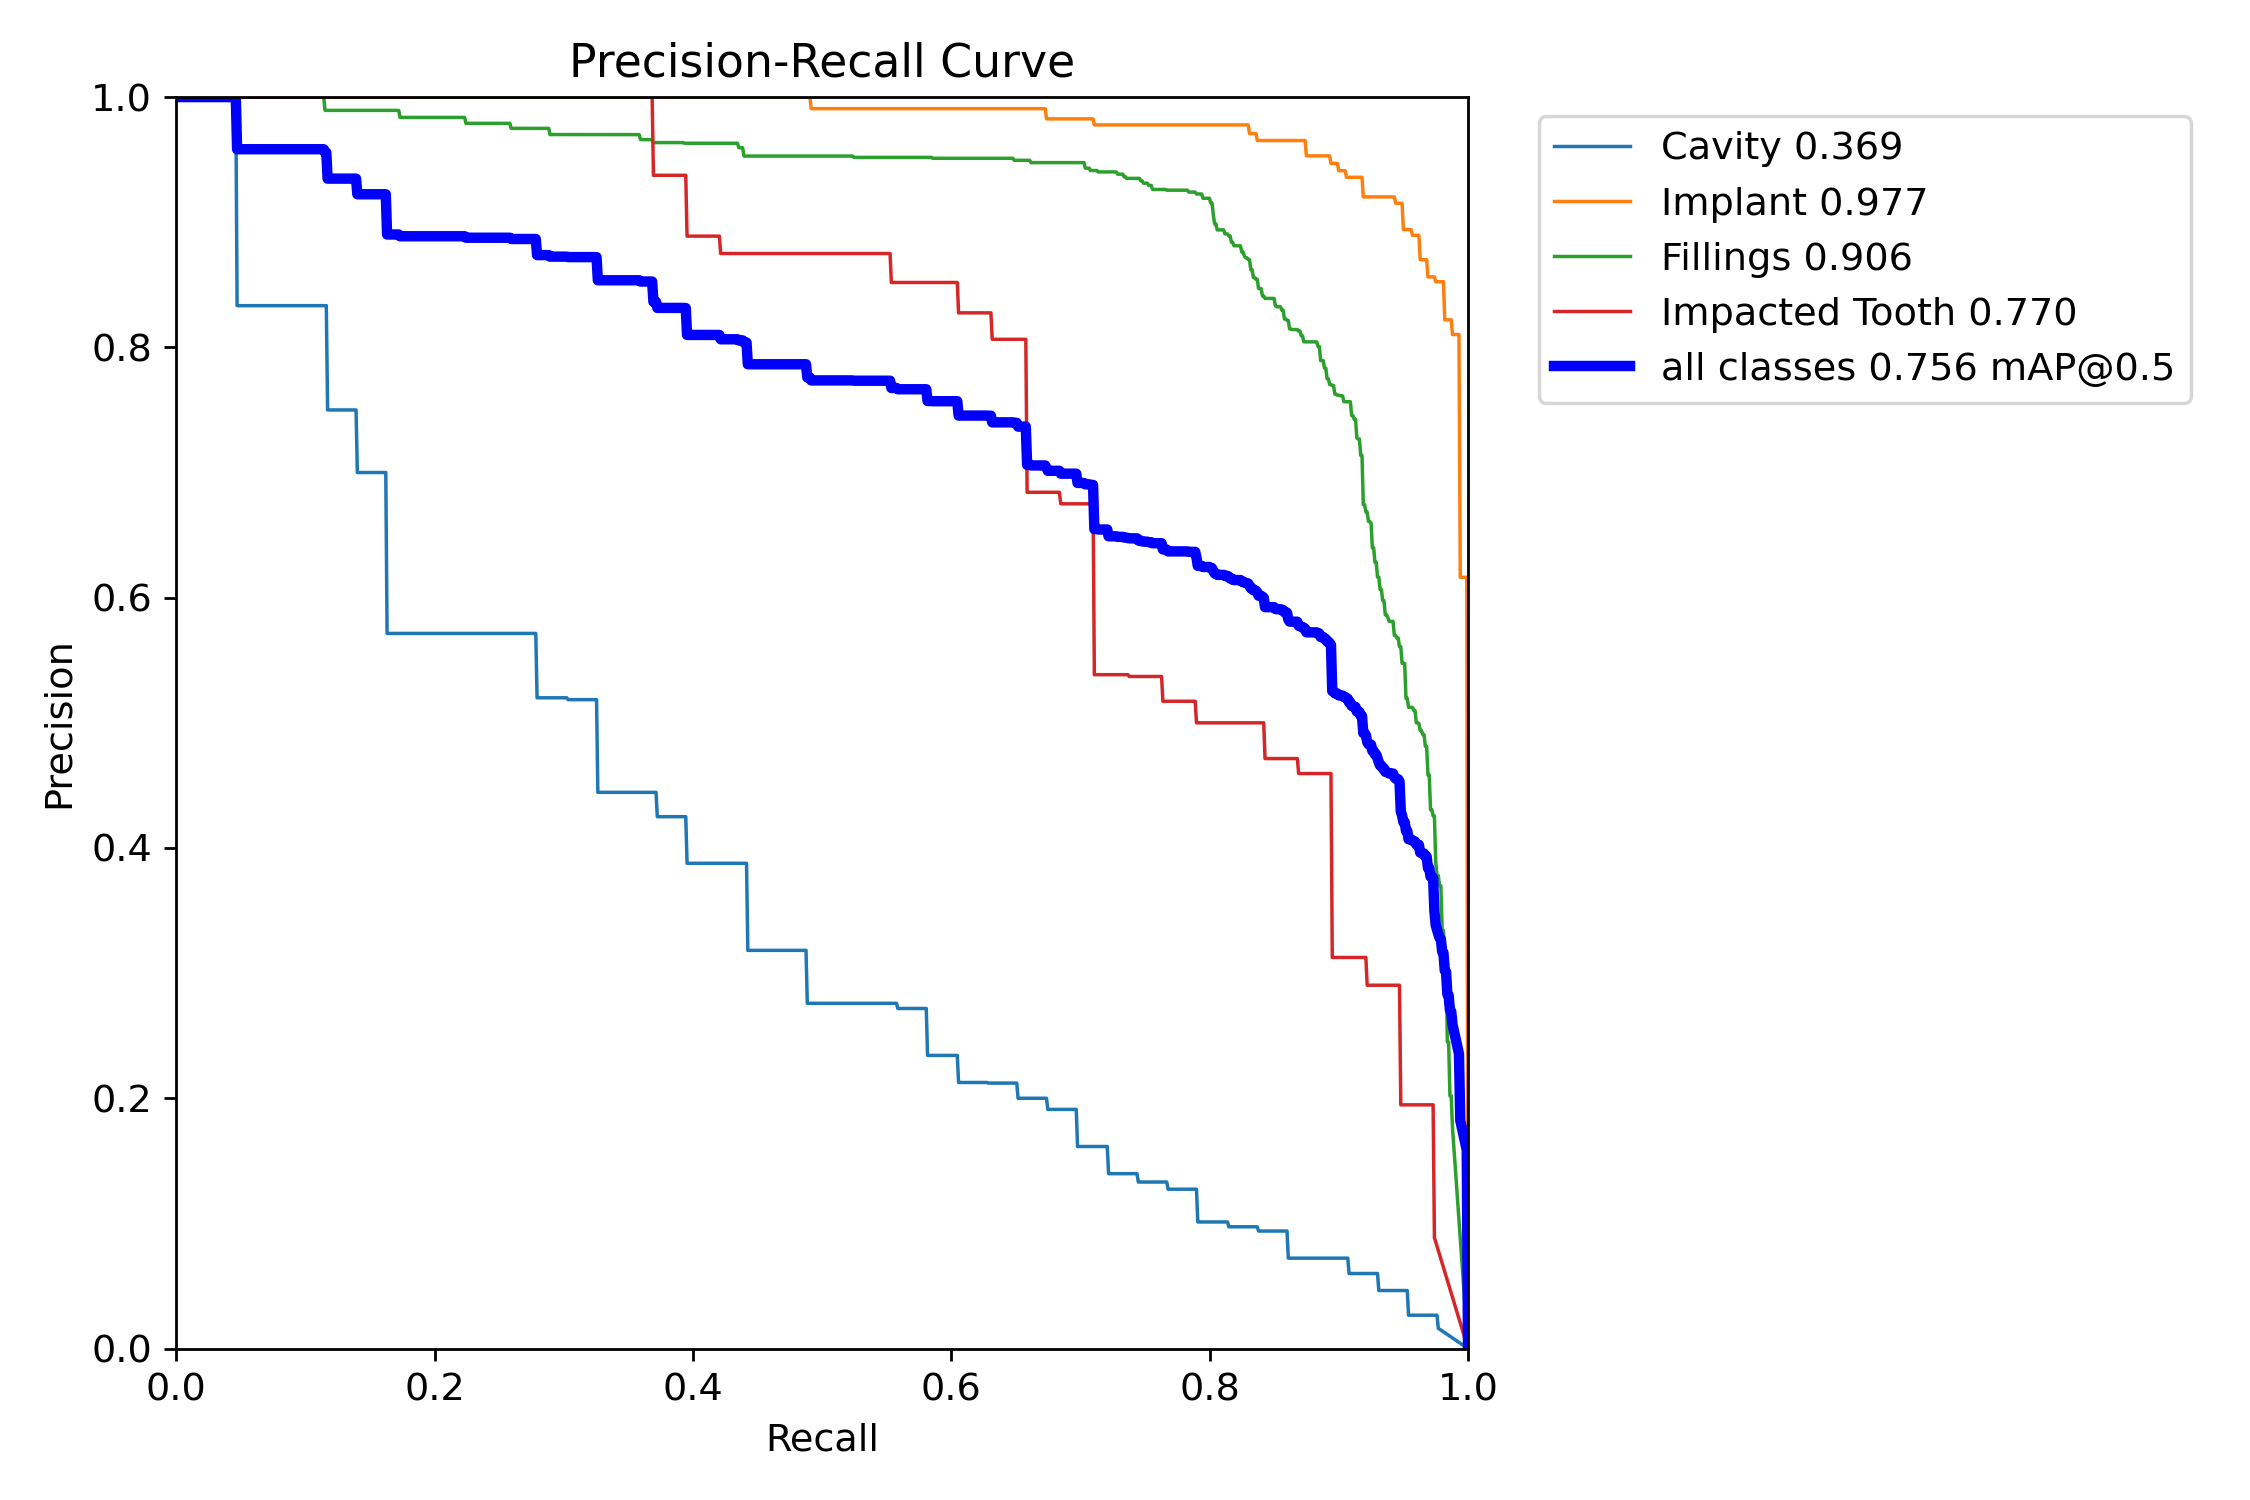 Precision-Recall Curve
1.0
0.8
0.6
0.4
0.2
0.0
Precision
0.0 0.2 0.4 0.6 0.8 1.0
Recall
Cavity 0.369
Implant 0.977
Fillings 0.906
Impacted Tooth 0.770
all classes 0.756 mAP@0.5